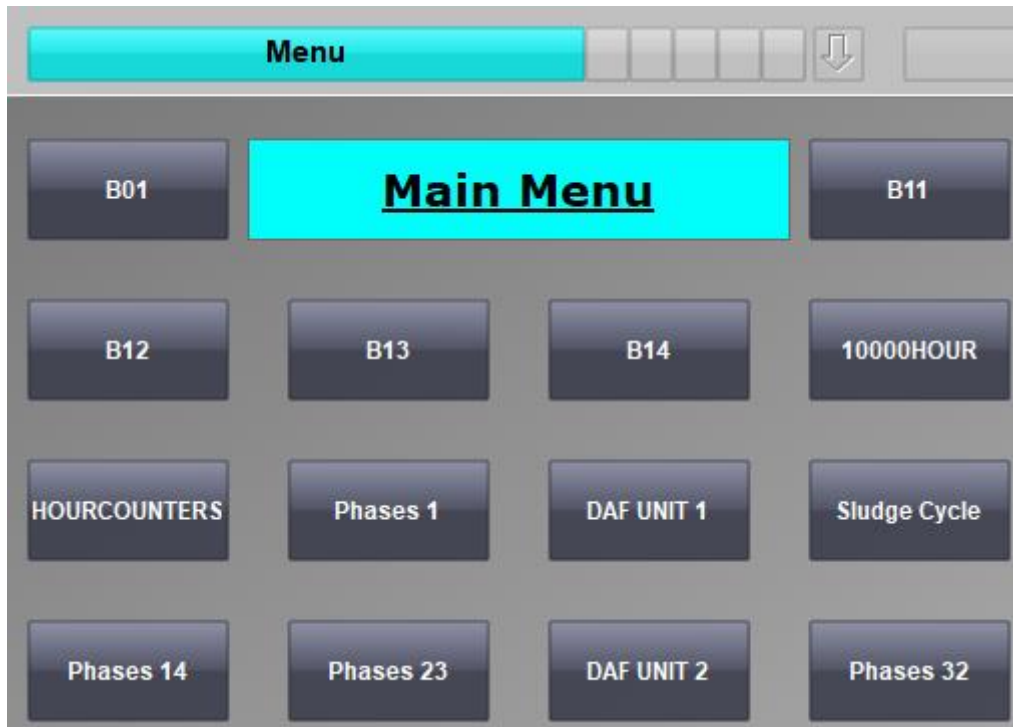 Menu
B01
Main Menu
B11
B12
B13
B14
10000HOUR
HOURCOUNTERS
Phases 1
DAF UNIT 1
Sludge Cycle
Phases 14
Phases 23
DAF UNIT 2
Phases 32